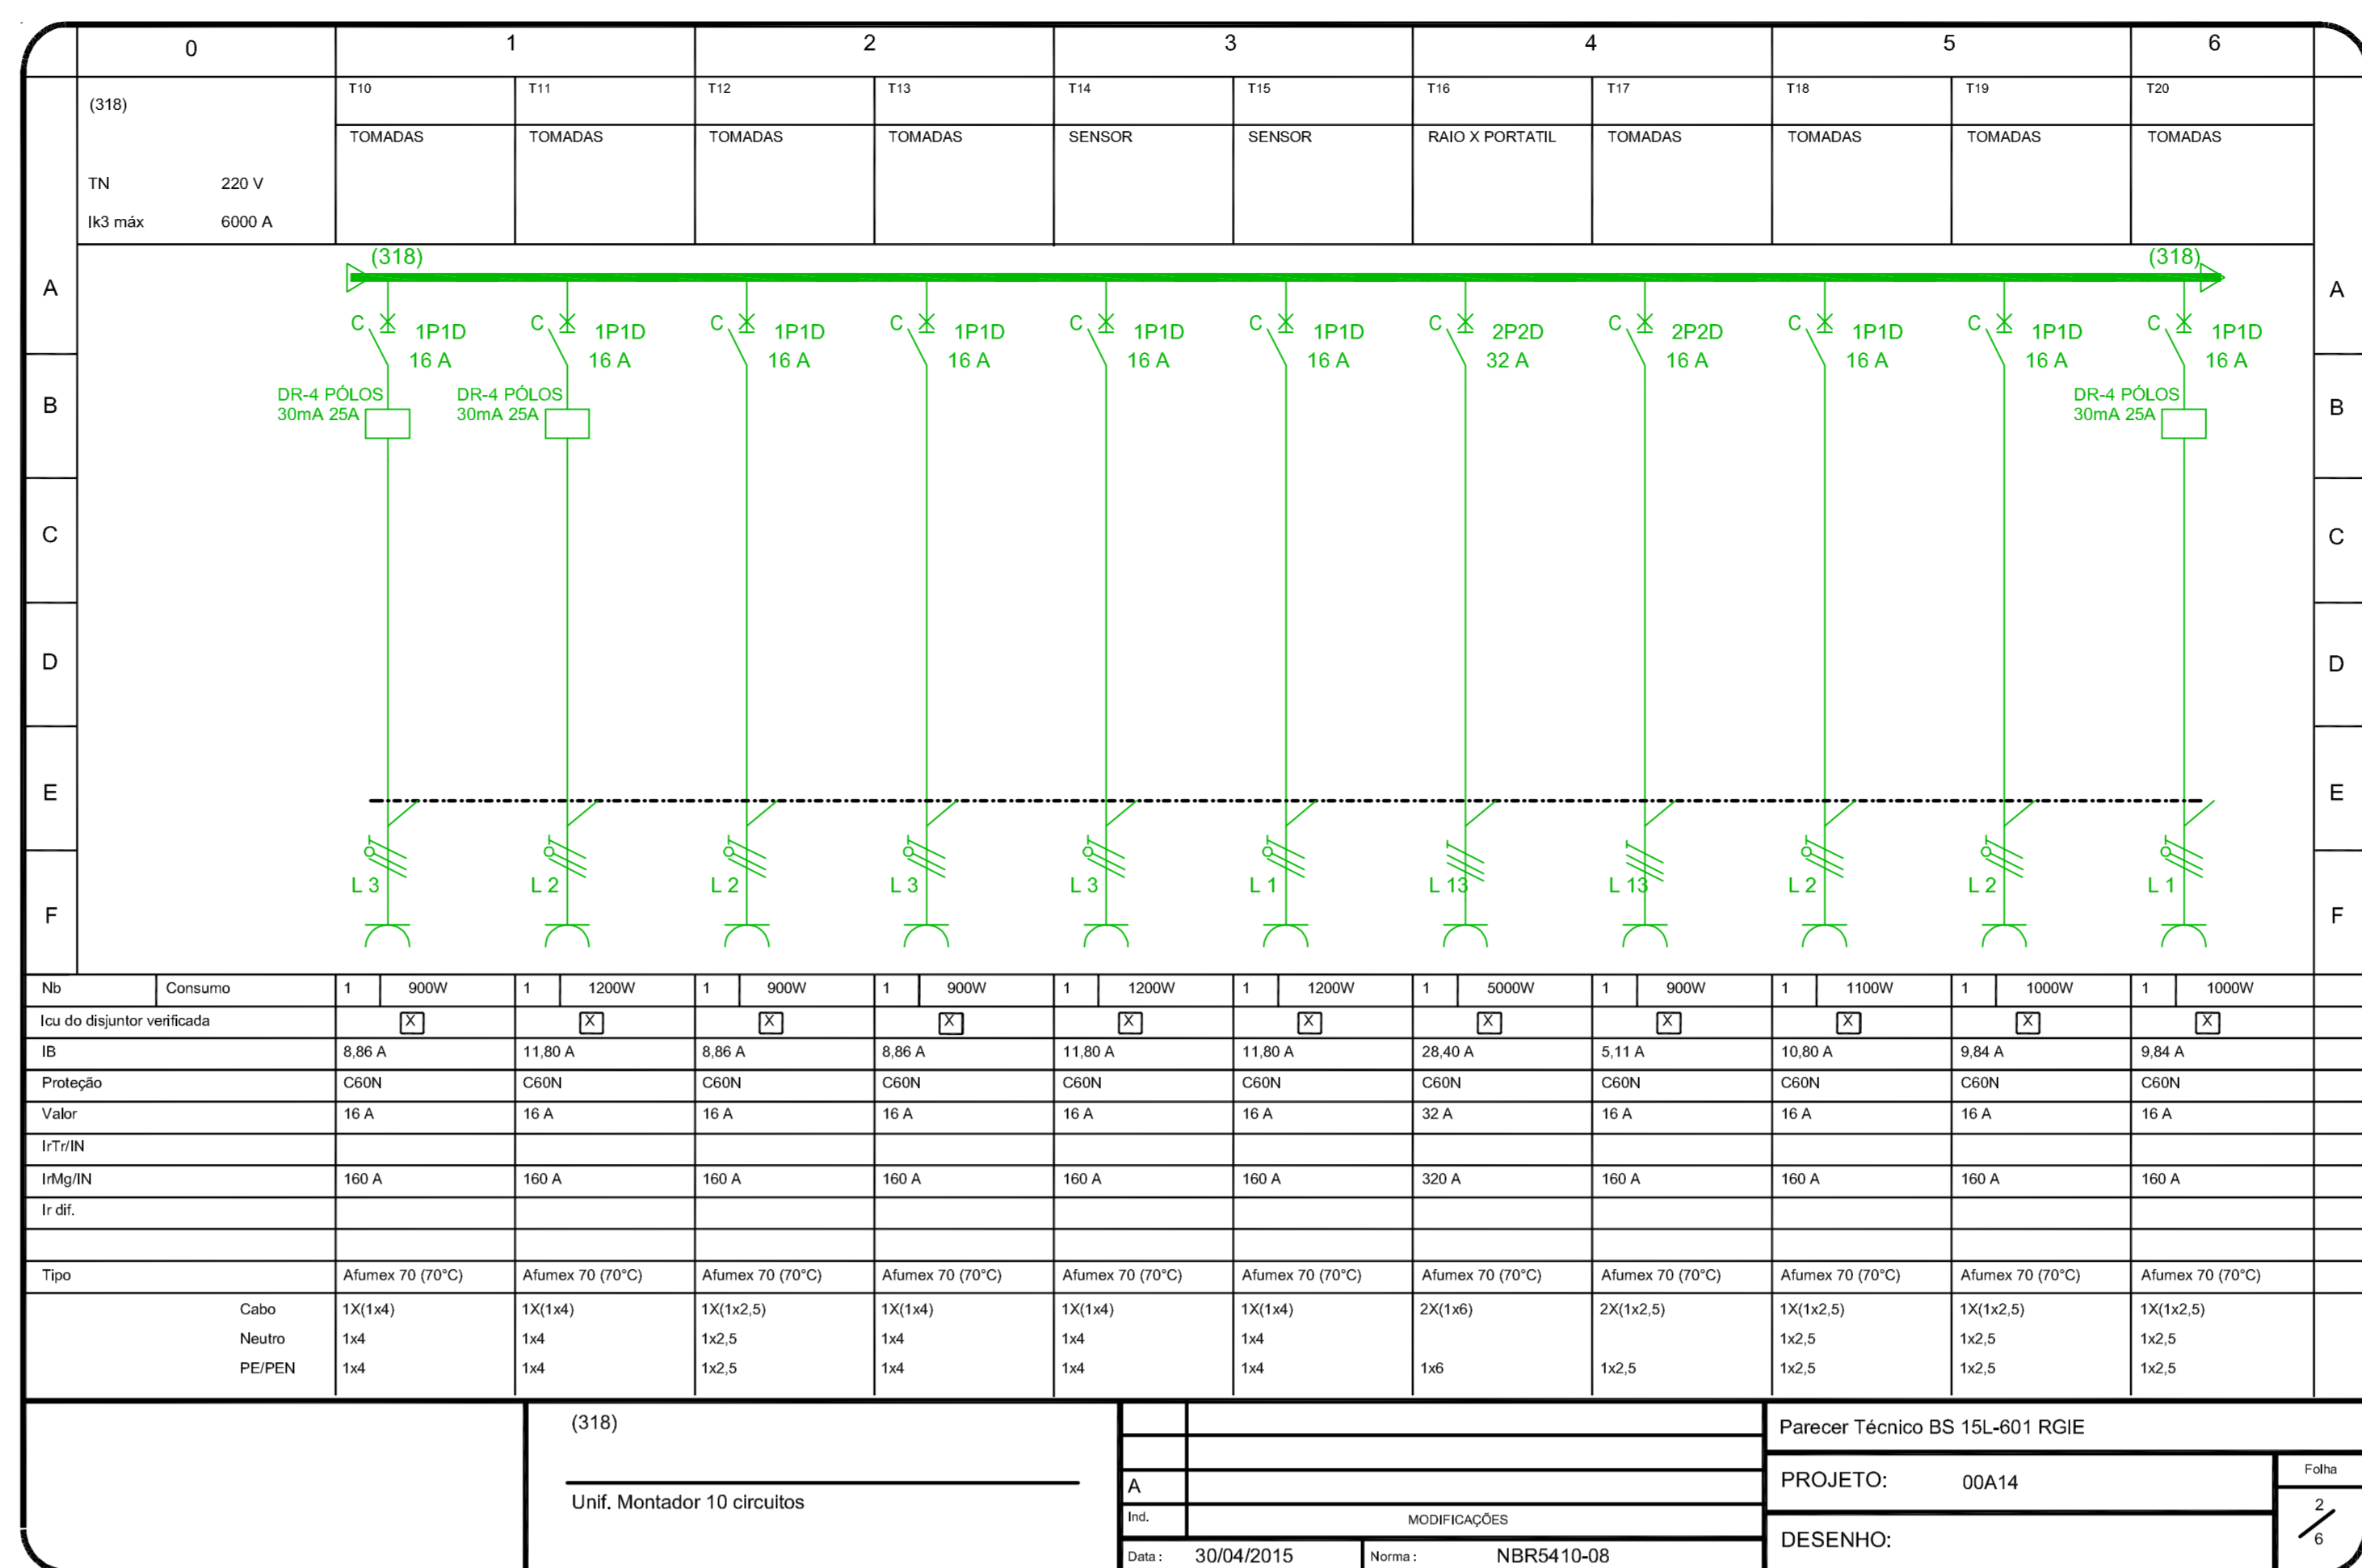 0 1 2 3 4 5 6
(318) T10 T11 T12 T13 T14 T15 T16 T17 T18 T19 T20
TOMADAS TOMADAS TOMADAS TOMADAS SENSOR SENSOR RAIO X PORTATIL TOMADAS TOMADAS TOMADAS TOMADAS
TN 220 V
Ik3 máx 6000 A
(318) (318)
A A
C C C C C C C C C C C
1P1D 1P1D 1P1D 1P1D 1P1D 1P1D 2P2D 2P2D 1P1D 1P1D 1P1D
16 A 16 A 16 A 16 A 16 A 16 A 32 A 16 A 16 A 16 A 16 A
DR-4 PÓLOS DR-4 PÓLOS DR-4 PÓLOS
B B
30mA 25A 30mA 25A 30mA 25A
C C
D D
E E
L 3 L 2 L 2 L 3 L 3 L 1 L 13 L 13 L 2 L 2 L 1
F F
Nb Consumo 1 900W 1 1200W 1 900W 1 900W 1 1200W 1 1200W 1 5000W 1 900W 1 1100W 1 1000W 1 1000W
Icu do disjuntor verificada X X X X X X X X X X X
IB 8,86 A 11,80 A 8,86 A 8,86 A 11,80 A 11,80 A 28,40 A 5,11 A 10,80 A 9,84 A 9,84 A
Proteção C60N C60N C60N C60N C60N C60N C60N C60N C60N C60N C60N
Valor 16 A 16 A 16 A 16 A 16 A 16 A 32 A 16 A 16 A 16 A 16 A
IrTr/IN
IrMg/IN 160 A 160 A 160 A 160 A 160 A 160 A 320 A 160 A 160 A 160 A 160 A
Ir dif.
Tipo Afumex 70 (70°C) Afumex 70 (70°C) Afumex 70 (70°C) Afumex 70 (70°C) Afumex 70 (70°C) Afumex 70 (70°C) Afumex 70 (70°C) Afumex 70 (70°C) Afumex 70 (70°C) Afumex 70 (70°C) Afumex 70 (70°C)
Cabo 1X(1x4) 1X(1x4) 1X(1x2,5) 1X(1x4) 1X(1x4) 1X(1x4) 2X(1x6) 2X(1x2,5) 1X(1x2,5) 1X(1x2,5) 1X(1x2,5)
Neutro 1x4 1x4 1x2,5 1x4 1x4 1x4 1x2,5 1x2,5 1x2,5
PE/PEN 1x4 1x4 1x2,5 1x4 1x4 1x4 1x6 1x2,5 1x2,5 1x2,5 1x2,5
(318)
Unif. Montador 10 circuitos
A
Ind. MODIFICAÇÕES
Data : 30/04/2015 Norma : NBR5410-08
Parecer Técnico BS 15L-601 RGIE
PROJETO: 00A14
DESENHO:
Folha
2
6